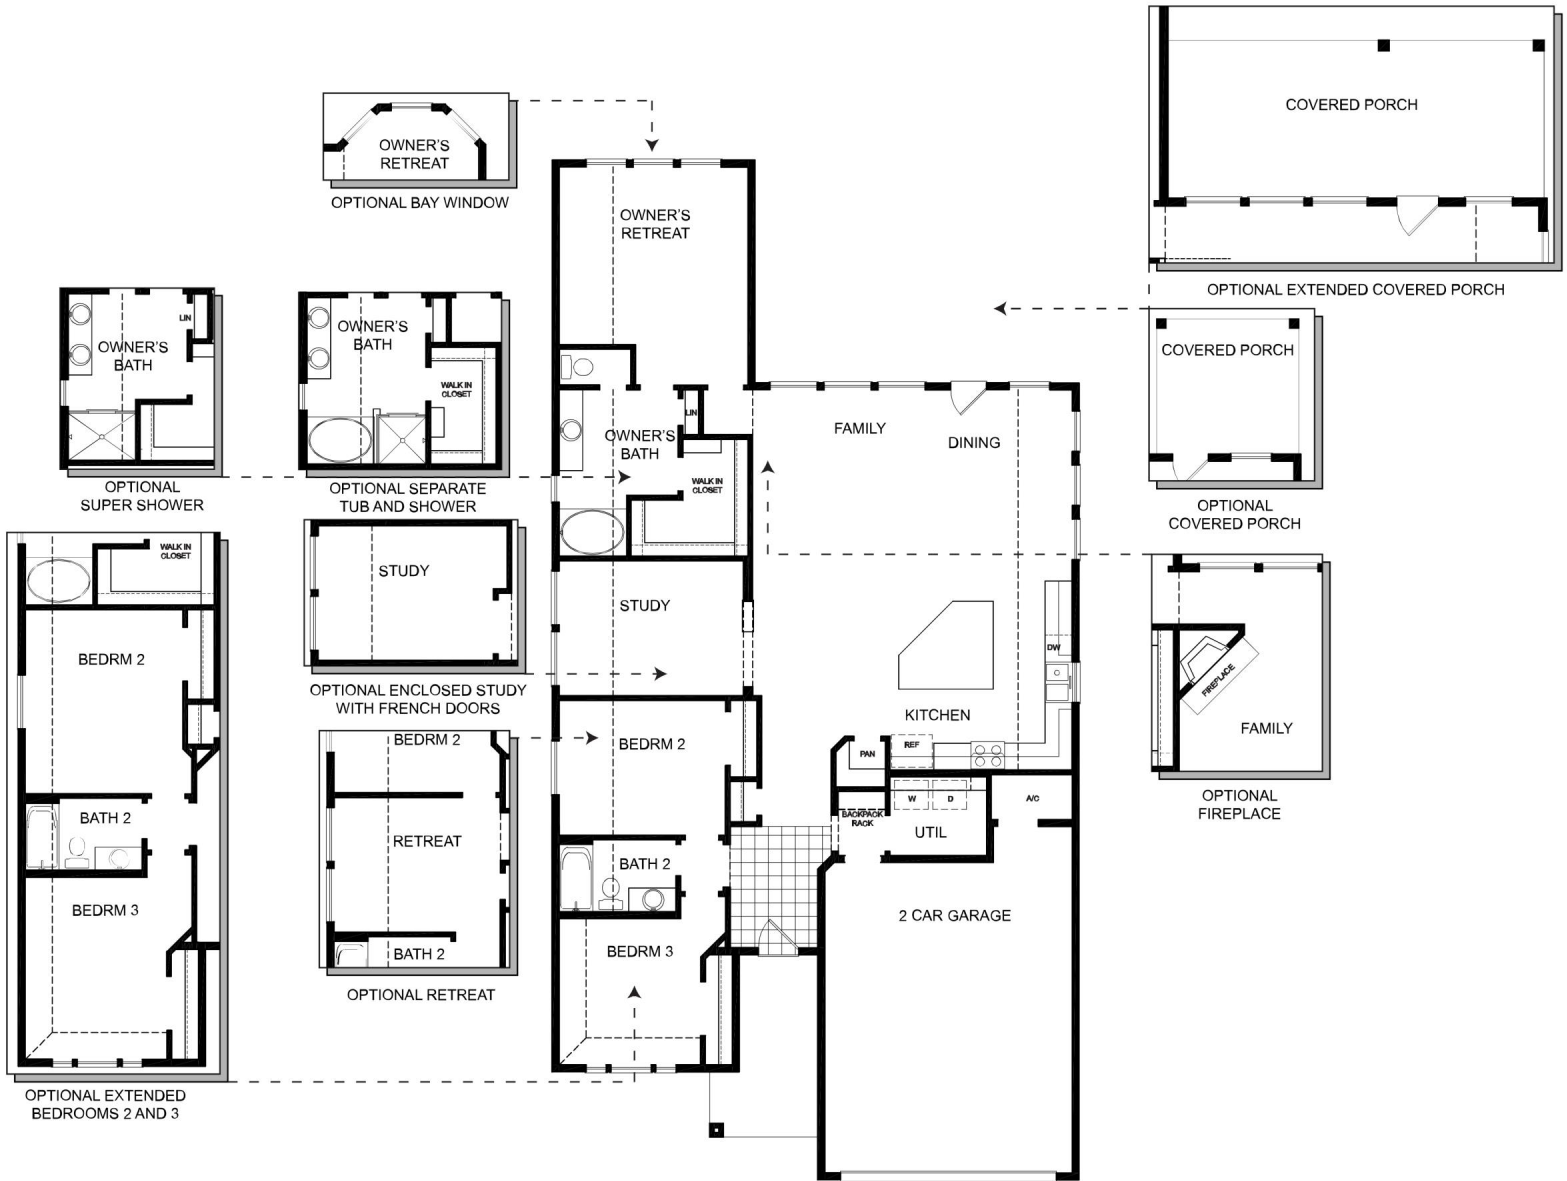 COVERED PORCH
OPTIONAL EXTENDED COVERED PORCH
OWNER'S
RETREAT
OPTIONAL BAY WINDOW
OWNER'S
RETREAT
LIN
OWNER'S
BATH
OPTIONAL
SUPER SHOWER
OWNER'S
BATH
WALK IN
CLOSET
OPTIONAL SEPARATE
TUB AND SHOWER
LIN
OWNER'S
BATH
WALK IN
CLOSET
FAMILY
DINING
COVERED PORCH
OPTIONAL
COVERED PORCH
WALK IN
CLOSET
BEDRM 2
BATH 2
BEDRM 3
OPTIONAL EXTENDED
BEDROOMS 2 AND 3
STUDY
OPTIONAL ENCLOSED STUDY
WITH FRENCH DOORS
BEDRM 2
RETREAT
BATH 2
OPTIONAL RETREAT
STUDY
BEDRM 2
BATH 2
BEDRM 3
DW
KITCHEN
REF
PAN
W
D
BACKPACK
RACK
UTIL
A/C
2 CAR GARAGE
FIREPLACE
FAMILY
OPTIONAL
FIREPLACE